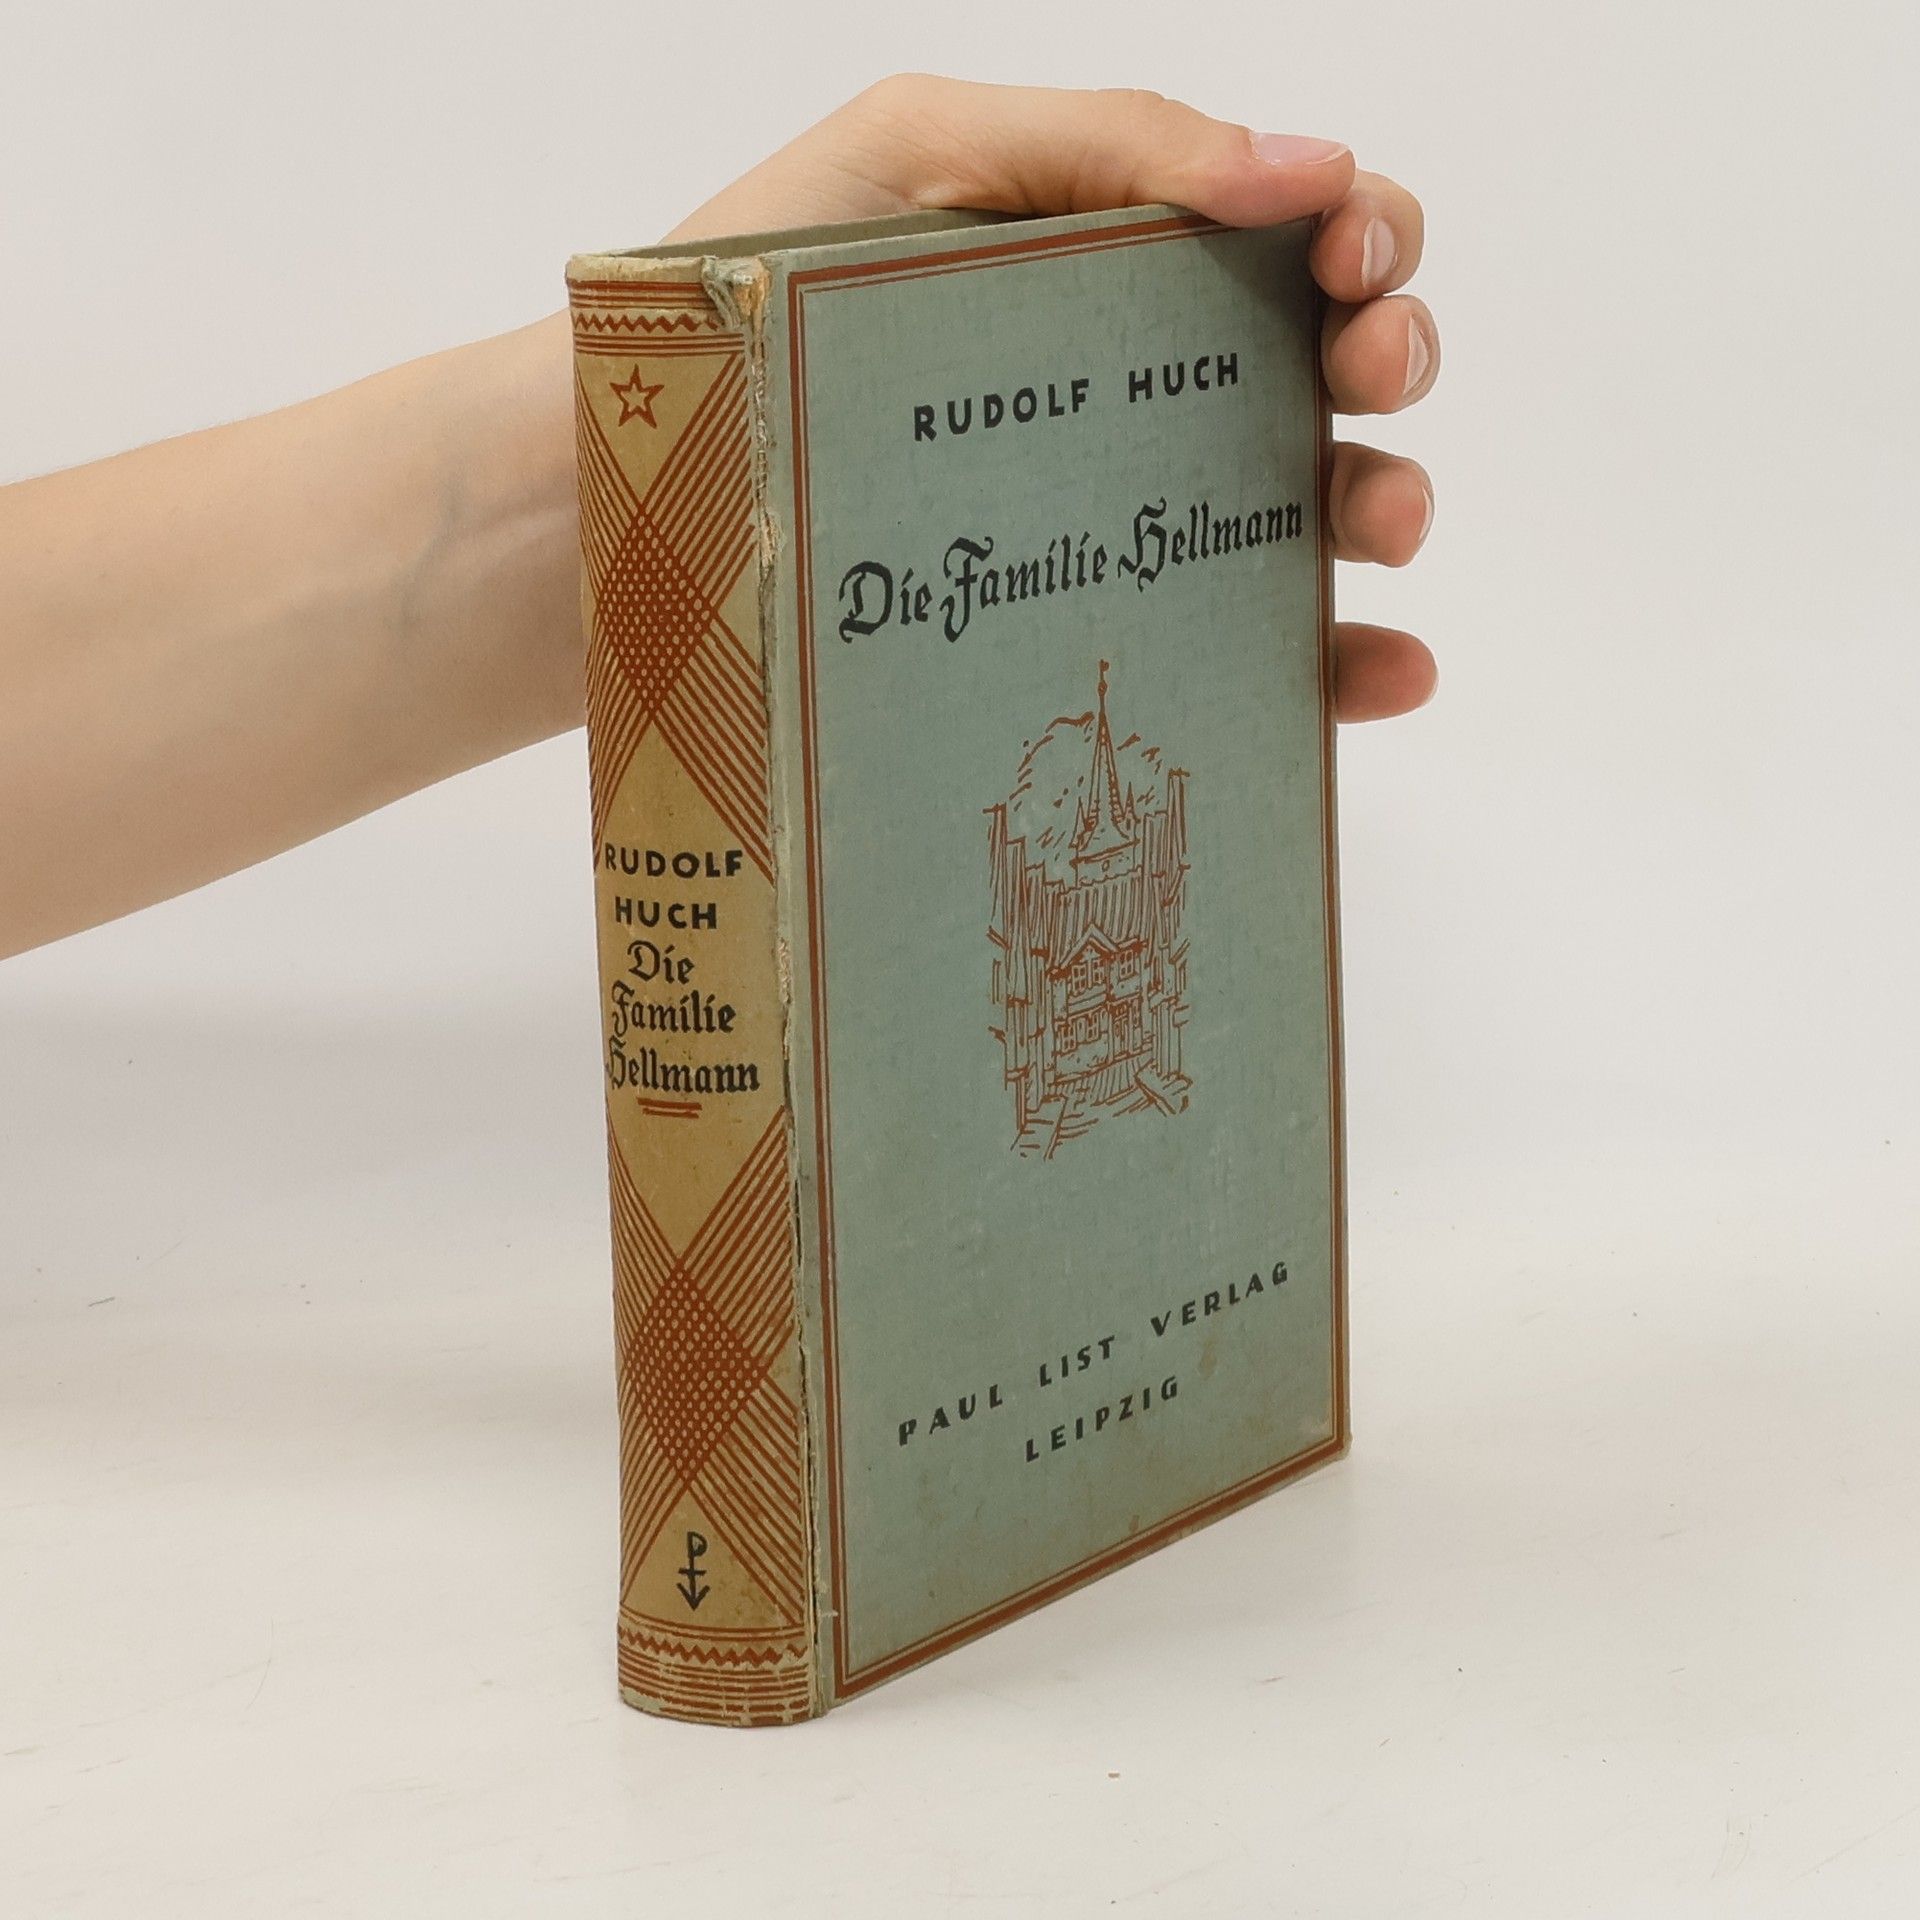 RUDOLF HUCH
Die Familie Hellmann
PAUL LIST VERLAG
LEIPZIG
RUDOLF
HUCH
Die
Familie
Hellmann